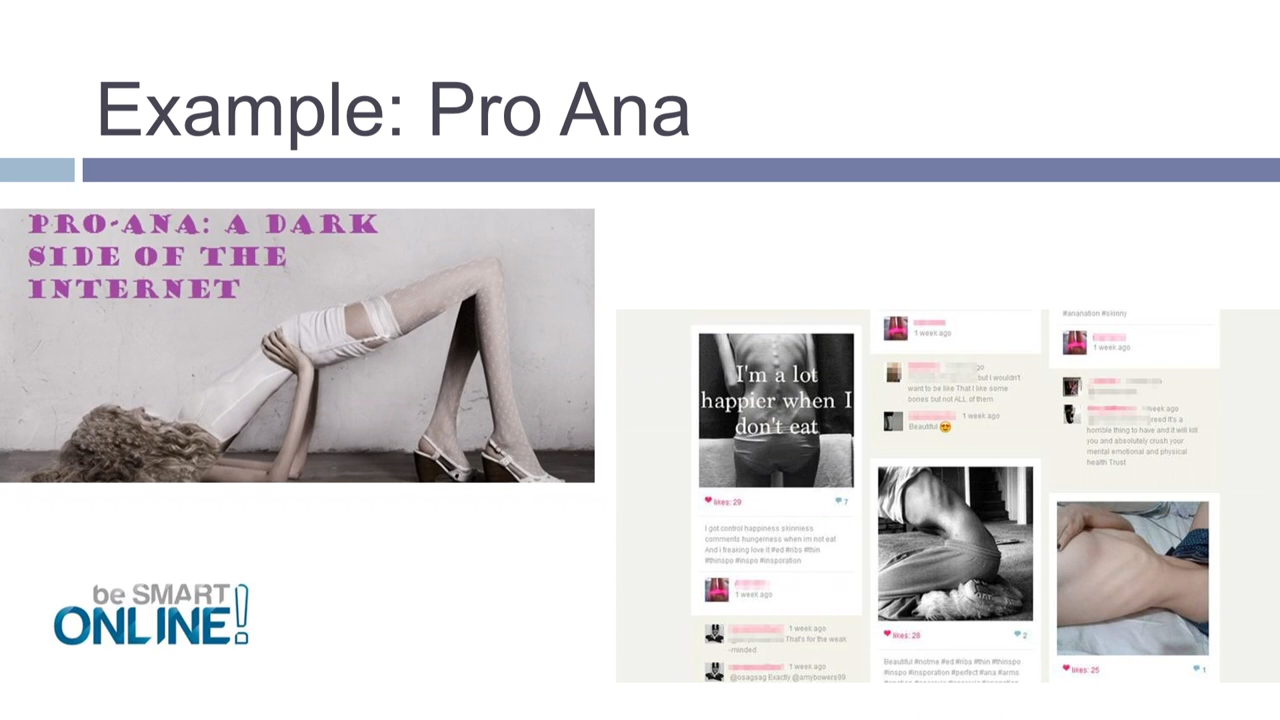 Example: Pro Ana
PRO-ANA: A DARK
SIDE OF THE
INTERNET
be SMART
ONLINE!
I'm a lot
happier when I
don't eat
likes: 29
7
I got control happiness skinniess
comments hungerness when im not eat
And i freaking love it #ed #ribs #thin
#thinspo #inspo #insporation
1 week ago
1 week ago
That's for the weak
-minded
1 week ago
@osagsag Exactly @amybowers99
1 week ago
but I wouldn't
want to be like That I like some
bones but not ALL of them
1 week ago
Beautiful
likes: 28
2
Beautiful #notme #ed #ribs #thin #thinspo
#inspo #insporation #perfect #ana #arms
#ananation #skinny
1 week ago
week ago
reed It's a
horrible thing to have and it will kill
you and absolutely crush your
mental emotional and physical
health Trust
likes: 25
1